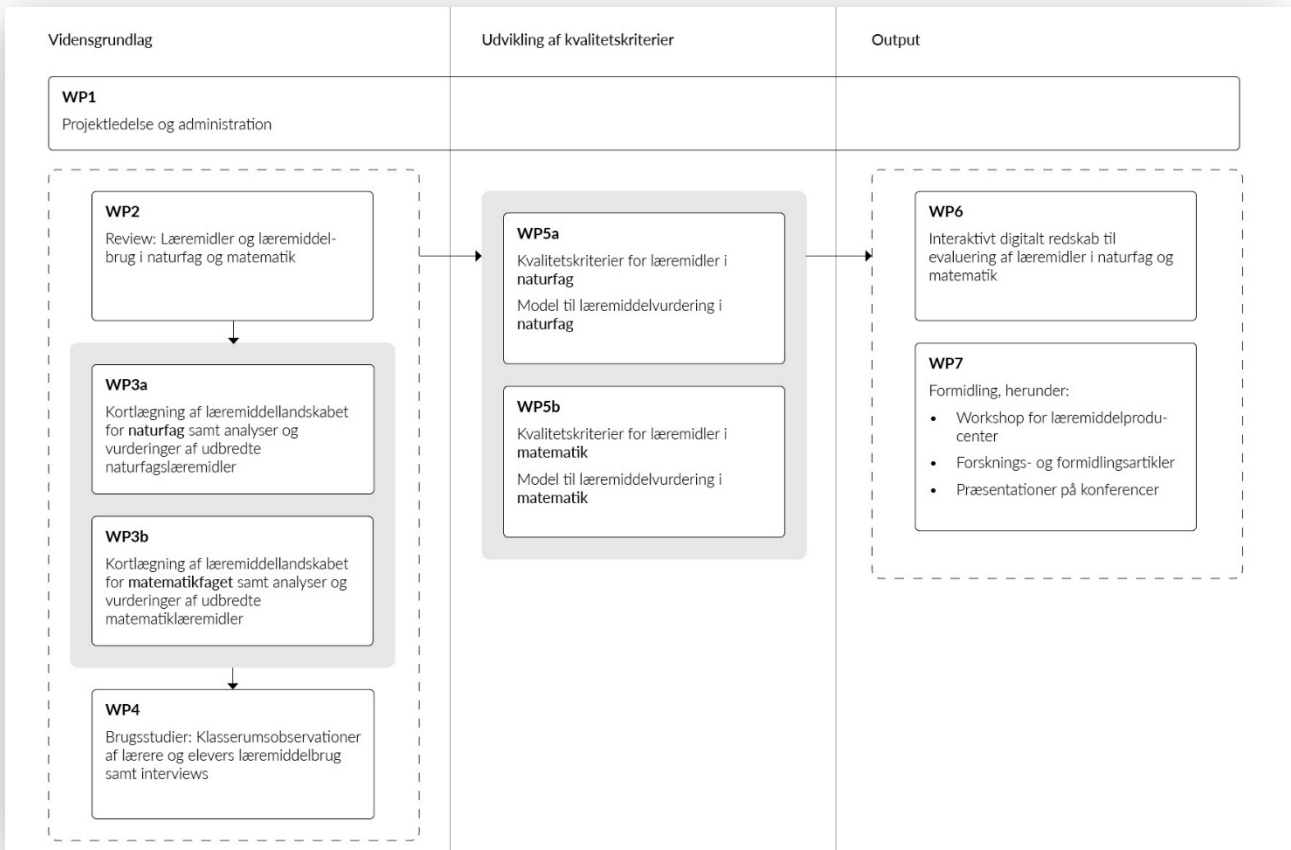 Vidensgrundlag
Udvikling af kvalitetskriterier
Output
WP1
Projektledelse og administration
WP2
Review: Læremidler og læremiddel-
brug i naturfag og matematik
WP3a
Kortlægning af læremiddellandskabet
for naturfag samt analyser og
vurderinger af udbredte
naturfagslæremidler
WP3b
Kortlægning af læremiddellandskabet
for matematikfaget samt analyser og
vurderinger af udbredte
matematiklæremidler
WP4
Brugsstudier: Klasserumsobservationer
af lærere og elevers læremiddelbrug
samt interviews
WP5a
Kvalitetskriterier for læremidler i
naturfag
Model til læremiddelvurdering i
naturfag
WP5b
Kvalitetskriterier for læremidler i
matematik
Model til læremiddelvurdering i
matematik
WP6
Interaktivt digitalt redskab til
evaluering af læremidler i naturfag og
matematik
WP7
Formidling, herunder:
• Workshop for læremiddelprodu-
center
• Forsknings- og formidlingsartikler
• Præsentationer på konferencer